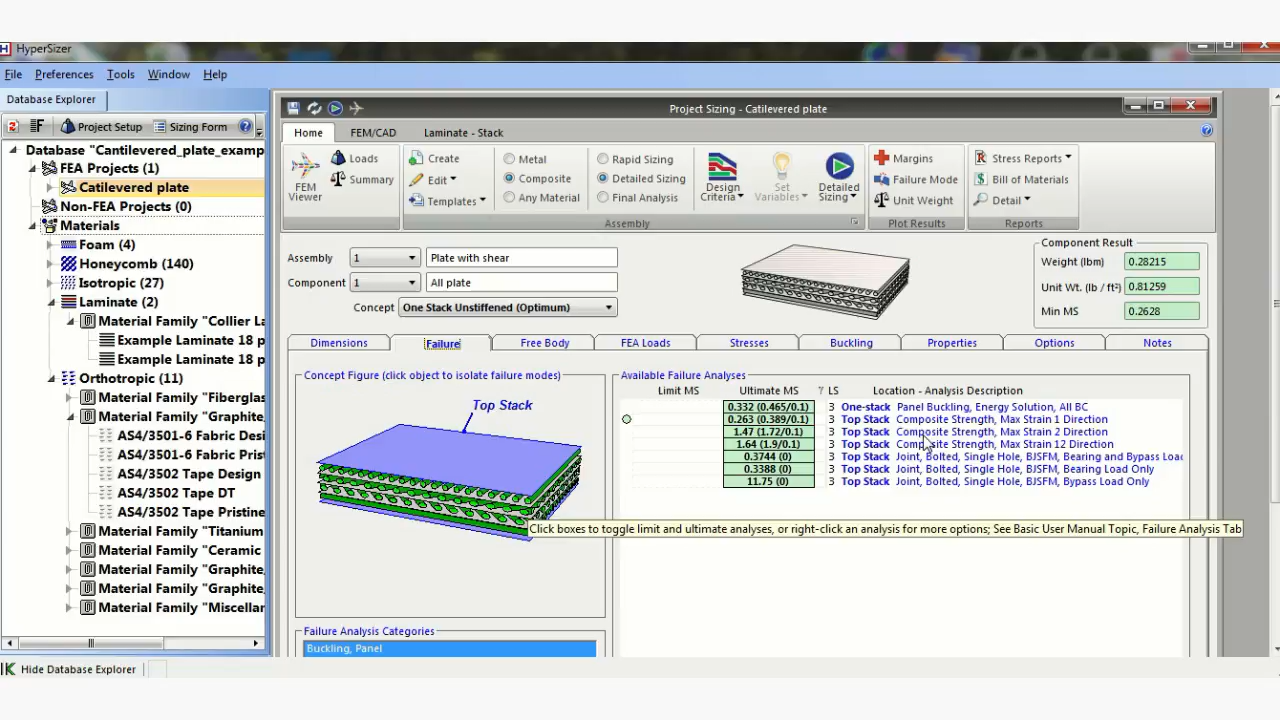 HyperSizer
File Preferences Tools Window Help
Database Explorer
Project Setup Sizing Form
Database "Cantilevered_plate_examp
FEA Projects (1)
Catilevered plate
Non-FEA Projects (0)
Materials
Foam (4)
Honeycomb (140)
Isotropic (27)
Laminate (2)
Material Family "Collier La
Example Laminate 18 p
Example Laminate 18 p
Orthotropic (11)
Material Family "Fiberglas
Material Family "Graphite,
AS4/3501-6 Fabric Desi
AS4/3501-6 Fabric Prist
AS4/3502 Tape Design
AS4/3502 Tape DT
AS4/3502 Tape Pristine
Material Family "Titanium
Material Family "Ceramic
Material Family "Graphite,
Material Family "Graphite,
Material Family "Miscellar
Hide Database Explorer
Project Sizing - Catilevered plate
Home FEM/CAD Laminate - Stack
FEM Viewer
Loads
Summary
Create
Edit
Templates
Metal
Composite
Any Material
Rapid Sizing
Detailed Sizing
Final Analysis
Design Criteria
Set Variables
Detailed Sizing
Assembly
Margins
Failure Mode
Unit Weight
Plot Results
Stress Reports
Bill of Materials
Detail
Reports
Assembly 1 Plate with shear
Component 1 All plate
Concept One Stack Unstiffened (Optimum)
Component Result
Weight (lbm) 0.28215
Unit Wt. (lb / ft²) 0.81259
Min MS 0.2628
Dimensions Failure Free Body FEA Loads Stresses Buckling Properties Options Notes
Concept Figure (click object to isolate failure modes)
Top Stack
Failure Analysis Categories
Buckling, Panel
Available Failure Analyses
Limit MS Ultimate MS ? LS Location - Analysis Description
0.332 (0.465/0.1) 3 One-stack Panel Buckling, Energy Solution, All BC
0.263 (0.389/0.1) 3 Top Stack Composite Strength, Max Strain 1 Direction
1.47 (1.72/0.1) 3 Top Stack Composite Strength, Max Strain 2 Direction
1.64 (1.9/0.1) 3 Top Stack Composite Strength, Max Strain 12 Direction
0.3744 (0) 3 Top Stack Joint, Bolted, Single Hole, BJSFM, Bearing and Bypass Load
0.3388 (0) 3 Top Stack Joint, Bolted, Single Hole, BJSFM, Bearing Load Only
11.75 (0) 3 Top Stack Joint, Bolted, Single Hole, BJSFM, Bypass Load Only
Click boxes to toggle limit and ultimate analyses, or right-click an analysis for more options; See Basic User Manual Topic, Failure Analysis Tab